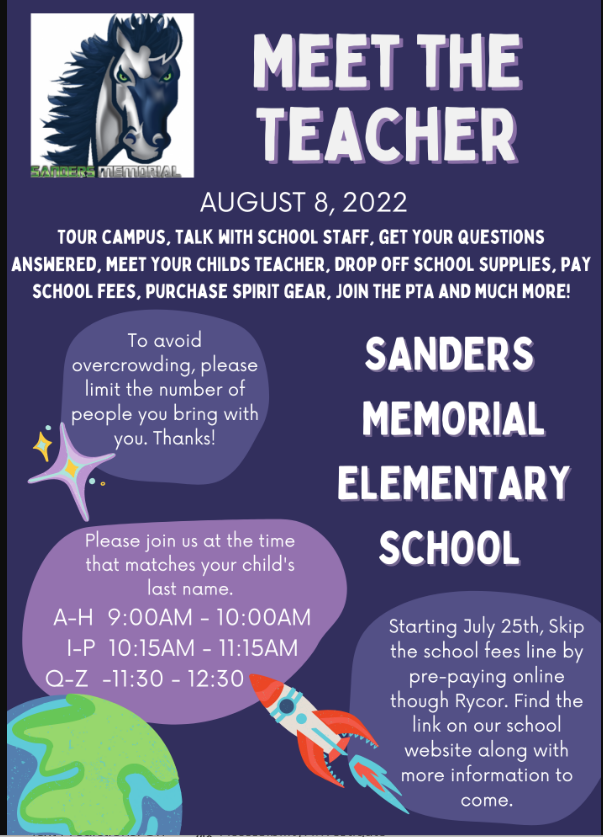 SANDERS MEMORIAL
MEET THE
TEACHER
AUGUST 8, 2022
TOUR CAMPUS, TALK WITH SCHOOL STAFF, GET YOUR QUESTIONS
ANSWERED, MEET YOUR CHILDS TEACHER, DROP OFF SCHOOL SUPPLIES, PAY
SCHOOL FEES, PURCHASE SPIRIT GEAR, JOIN THE PTA AND MUCH MORE!
To avoid
overcrowding, please
limit the number of
people you bring with
you. Thanks!
SANDERS
MEMORIAL
ELEMENTARY
SCHOOL
Please join us at the time
that matches your child's
last name.
A-H 9:00AM - 10:00AM
I-P 10:15AM - 11:15AM
Q-Z -11:30 - 12:30
Starting July 25th, Skip
the school fees line by
pre-paying online
though Rycor. Find the
link on our school
website along with
more information to
come.